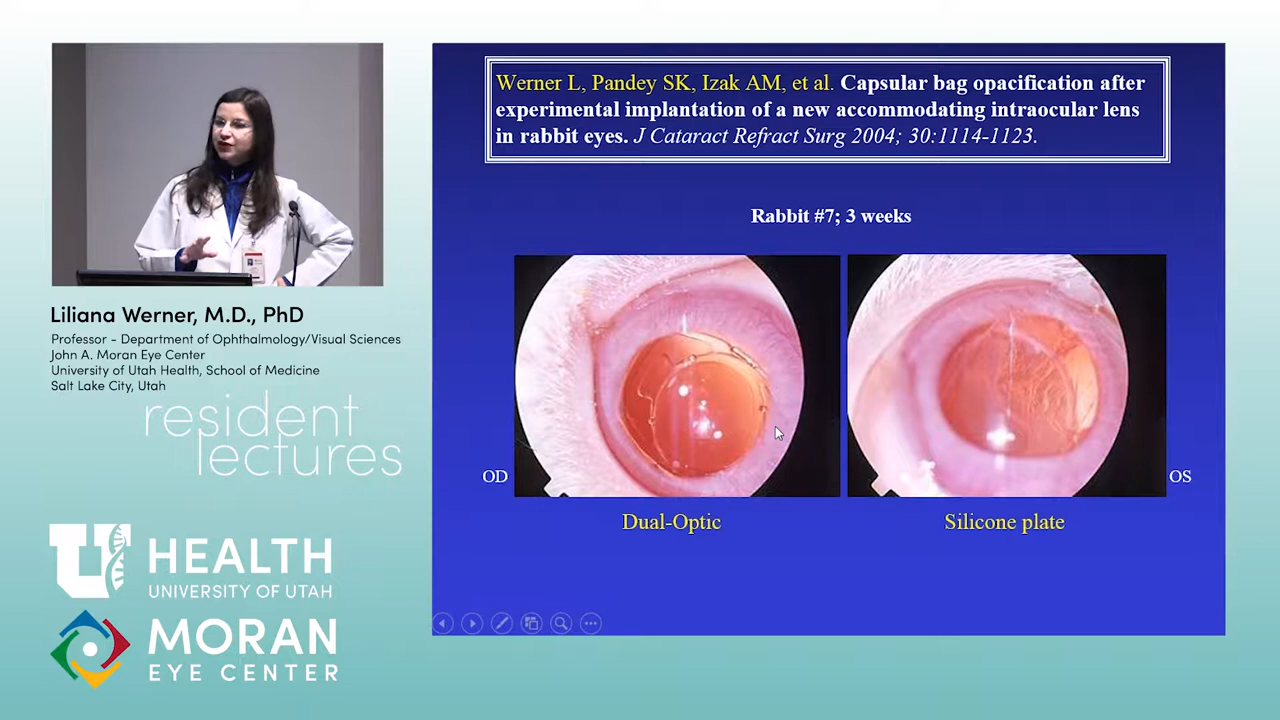 Liliana Werner, M.D., PhD
Professor - Department of Ophthalmology/Visual Sciences
John A. Moran Eye Center
University of Utah Health, School of Medicine
Salt Lake City, Utah
resident
lectures
U HEALTH
UNIVERSITY OF UTAH
MORAN
EYE CENTER
Werner L, Pandey SK, Izak AM, et al. Capsular bag opacification after
experimental implantation of a new accommodating intraocular lens
in rabbit eyes. J Cataract Refract Surg 2004; 30:1114-1123.
Rabbit #7; 3 weeks
OD
OS
Dual-Optic
Silicone plate